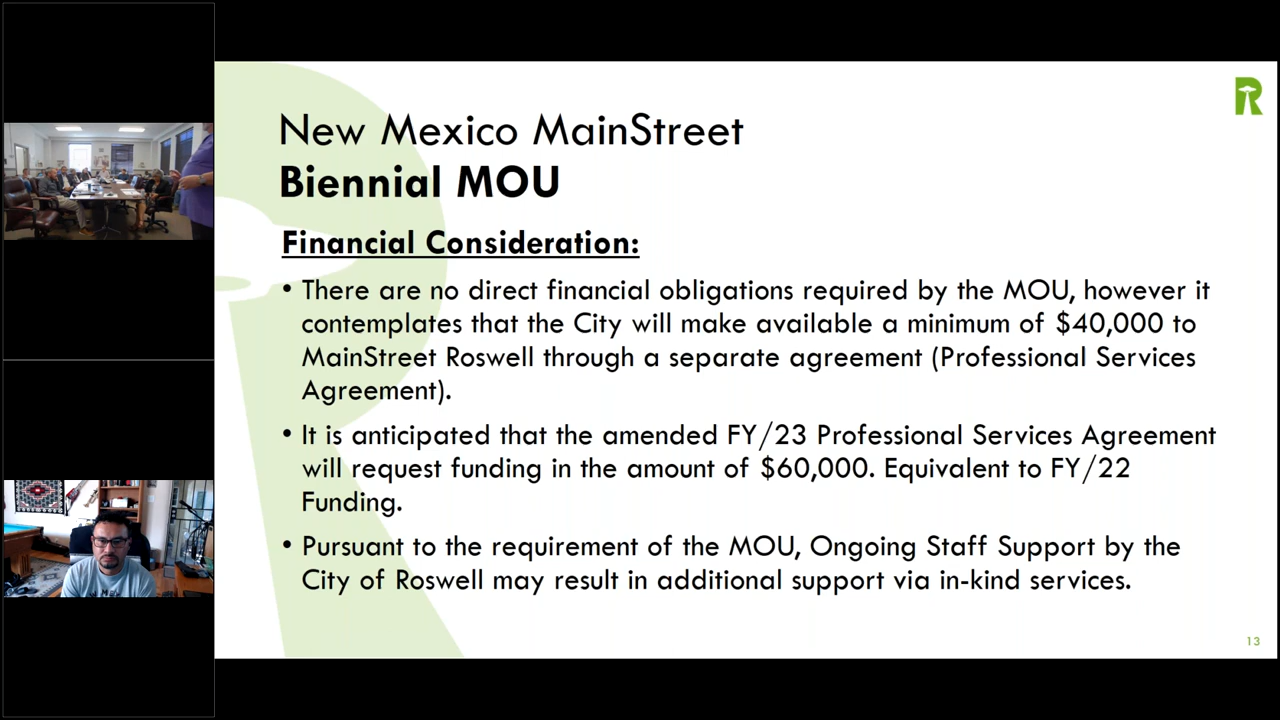 New Mexico MainStreet
Biennial MOU
Financial Consideration:
• There are no direct financial obligations required by the MOU, however it
contemplates that the City will make available a minimum of $40,000 to
MainStreet Roswell through a separate agreement (Professional Services
Agreement).
• It is anticipated that the amended FY/23 Professional Services Agreement
will request funding in the amount of $60,000. Equivalent to FY/22
Funding.
• Pursuant to the requirement of the MOU, Ongoing Staff Support by the
City of Roswell may result in additional support via in-kind services.
R
13